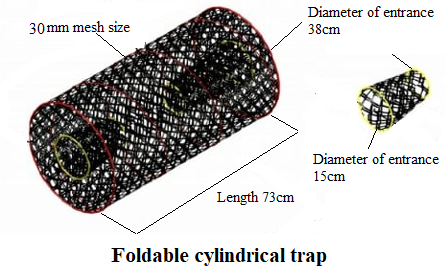 30mm mesh size
Diameter of entrance
38cm
Diameter of entrance
15cm
Length 73cm
Foldable cylindrical trap